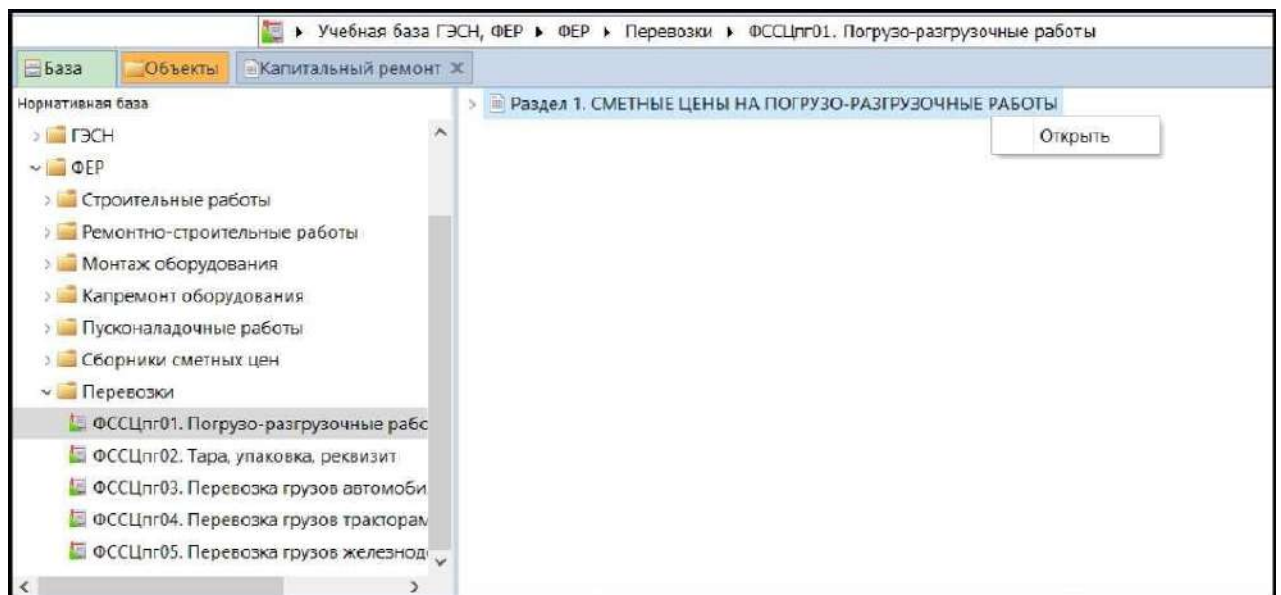 Учебная база ГЭСН, ФЕР ▸ ФЕР ▸ Перевозки ▸ ФССЦпг01. Погрузо-разгрузочные работы
База Объекты Капитальный ремонт ×
Нормативная база
Раздел 1. СМЕТНЫЕ ЦЕНЫ НА ПОГРУЗО-РАЗГРУЗОЧНЫЕ РАБОТЫ
Открыть
ГЭСН
ФЕР
Строительные работы
Ремонтно-строительные работы
Монтаж оборудования
Капремонт оборудования
Пусконаладочные работы
Сборники сметных цен
Перевозки
ФССЦпг01. Погрузо-разгрузочные рабо
ФССЦпг02. Тара, упаковка, реквизит
ФССЦпг03. Перевозка грузов автомоби
ФССЦпг04. Перевозка грузов тракторам
ФССЦпг05. Перевозка грузов железнод